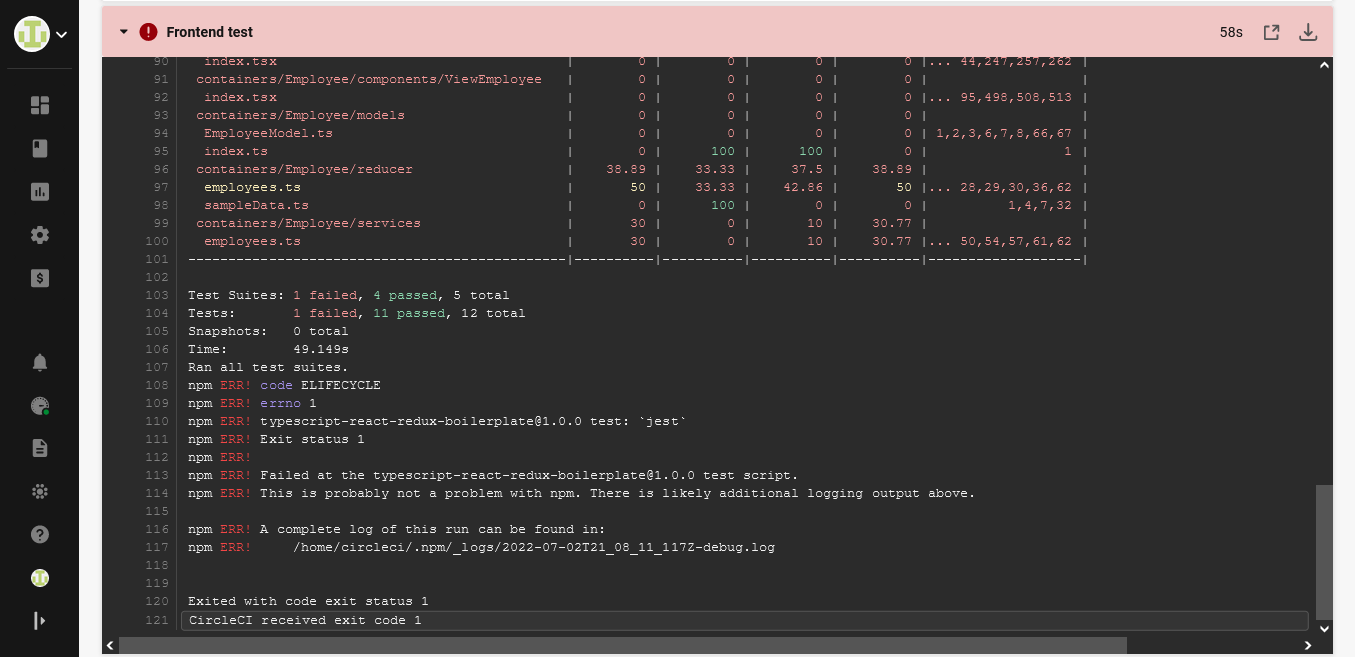 Frontend test 58s
90 index.tsx | 0 | 0 | 0 | 0 |... 44,247,257,262 |
91 containers/Employee/components/ViewEmployee | 0 | 0 | 0 | 0 | |
92 index.tsx | 0 | 0 | 0 | 0 |... 95,498,508,513 |
93 containers/Employee/models | 0 | 0 | 0 | 0 | |
94 EmployeeModel.ts | 0 | 0 | 0 | 0 | 1,2,3,6,7,8,66,67 |
95 index.ts | 0 | 100 | 100 | 0 | 1 |
96 containers/Employee/reducer | 38.89 | 33.33 | 37.5 | 38.89 | |
97 employees.ts | 50 | 33.33 | 42.86 | 50 |... 28,29,30,36,62 |
98 sampleData.ts | 0 | 100 | 0 | 0 | 1,4,7,32 |
99 containers/Employee/services | 30 | 0 | 10 | 30.77 | |
100 employees.ts | 30 | 0 | 10 | 30.77 |... 50,54,57,61,62 |
101 -----------------------------------------------|----------|----------|----------|----------|-------------------|
102
103 Test Suites: 1 failed, 4 passed, 5 total
104 Tests: 1 failed, 11 passed, 12 total
105 Snapshots: 0 total
106 Time: 49.149s
107 Ran all test suites.
108 npm ERR! code ELIFECYCLE
109 npm ERR! errno 1
110 npm ERR! typescript-react-redux-boilerplate@1.0.0 test: `jest`
111 npm ERR! Exit status 1
112 npm ERR!
113 npm ERR! Failed at the typescript-react-redux-boilerplate@1.0.0 test script.
114 npm ERR! This is probably not a problem with npm. There is likely additional logging output above.
115
116 npm ERR! A complete log of this run can be found in:
117 npm ERR! /home/circleci/.npm/_logs/2022-07-02T21_08_11_117Z-debug.log
118
119
120 Exited with code exit status 1
121 CircleCI received exit code 1